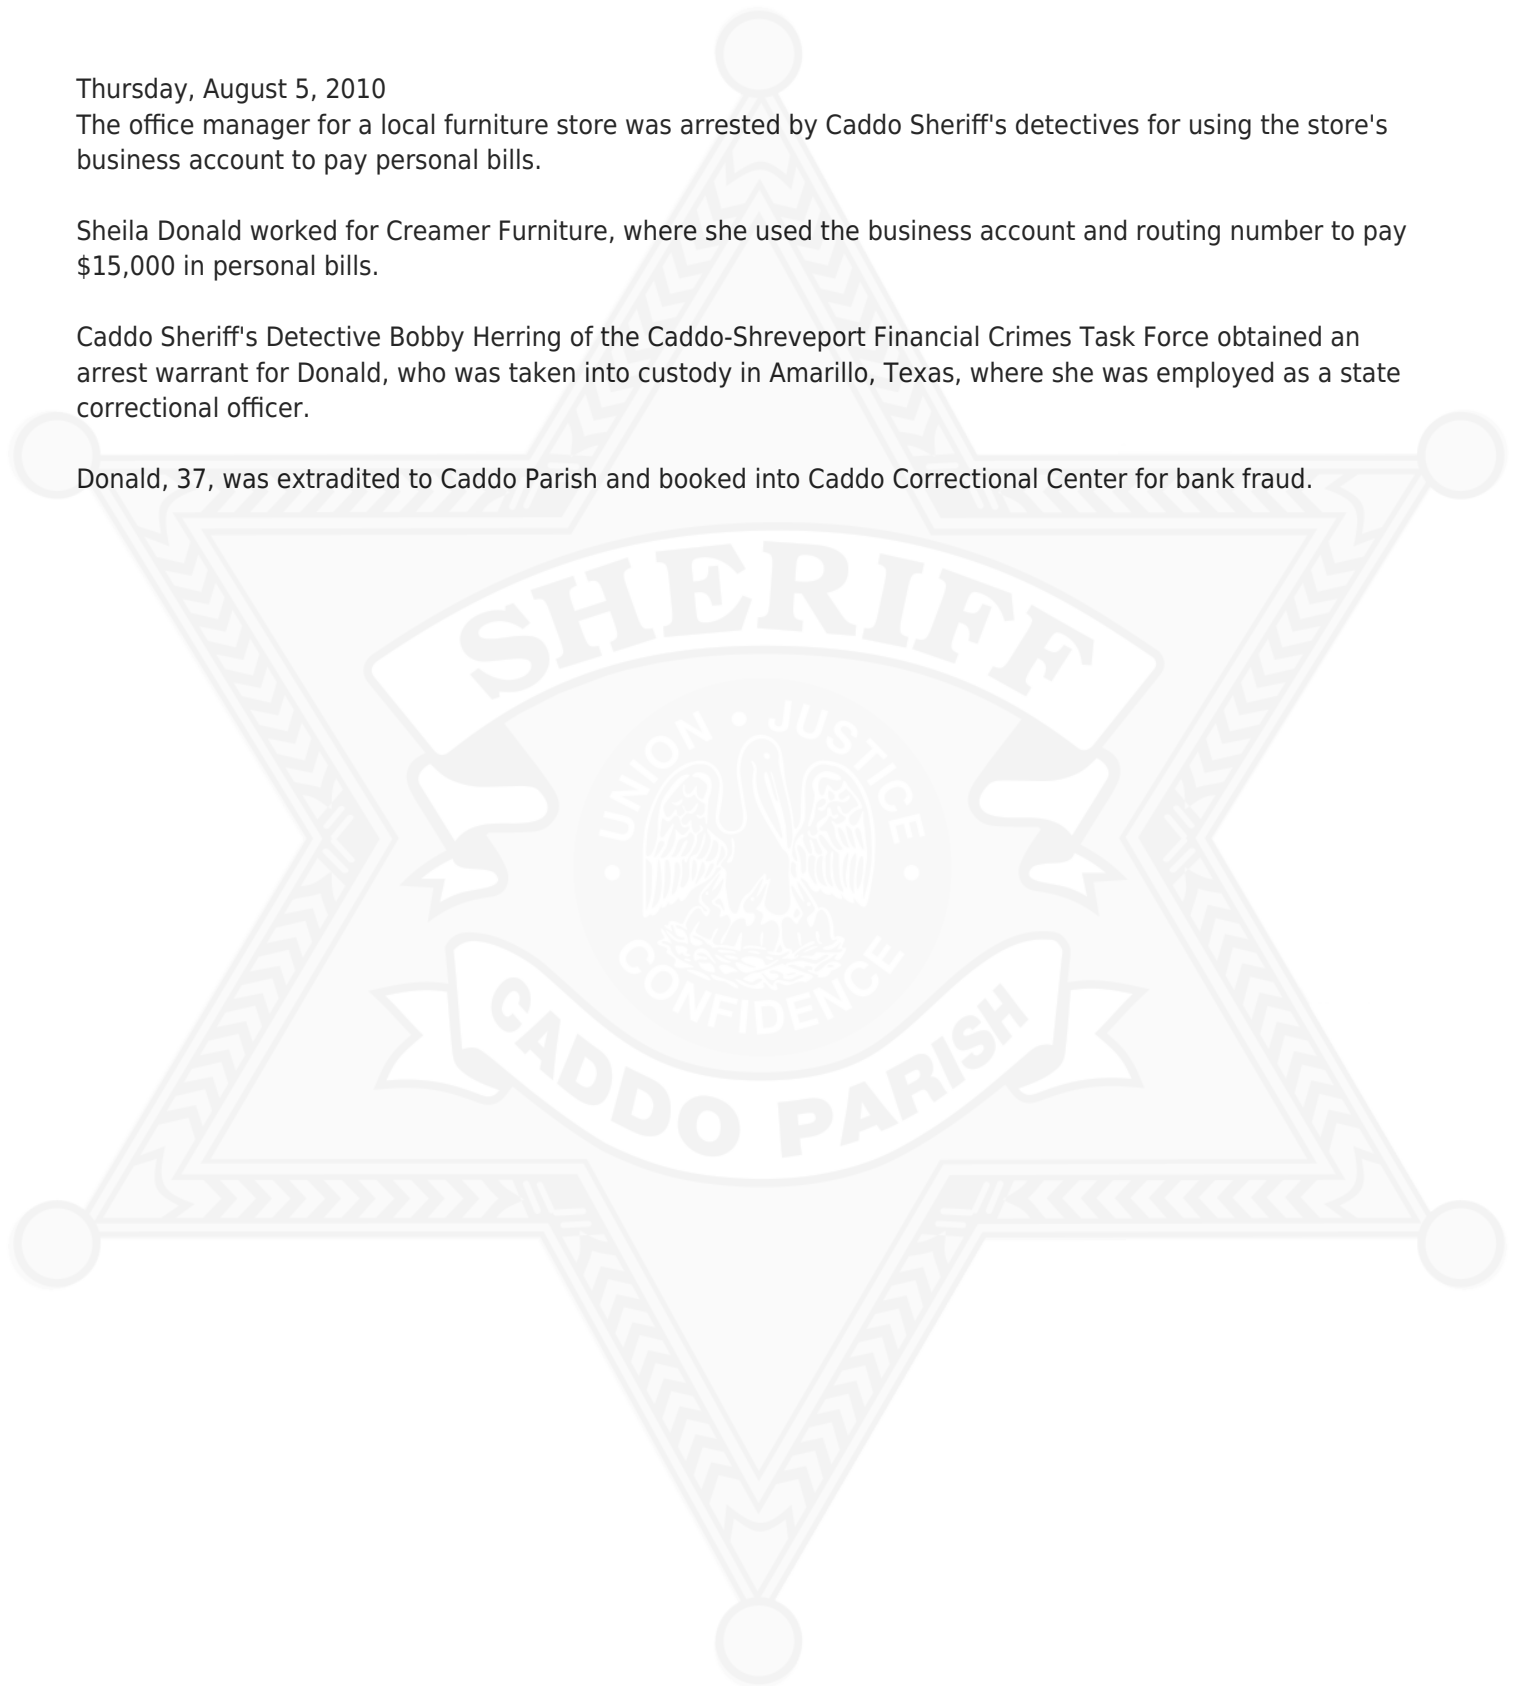 Thursday, August 5, 2010
The office manager for a local furniture store was arrested by Caddo Sheriff's detectives for using the store's
business account to pay personal bills.
Sheila Donald worked for Creamer Furniture, where she used the business account and routing number to pay
$15,000 in personal bills.
Caddo Sheriff's Detective Bobby Herring of the Caddo-Shreveport Financial Crimes Task Force obtained an
arrest warrant for Donald, who was taken into custody in Amarillo, Texas, where she was employed as a state
correctional officer.
Donald, 37, was extradited to Caddo Parish and booked into Caddo Correctional Center for bank fraud.
SHERIFF
UNION • JUSTICE
• CONFIDENCE •
CADDO PARISH